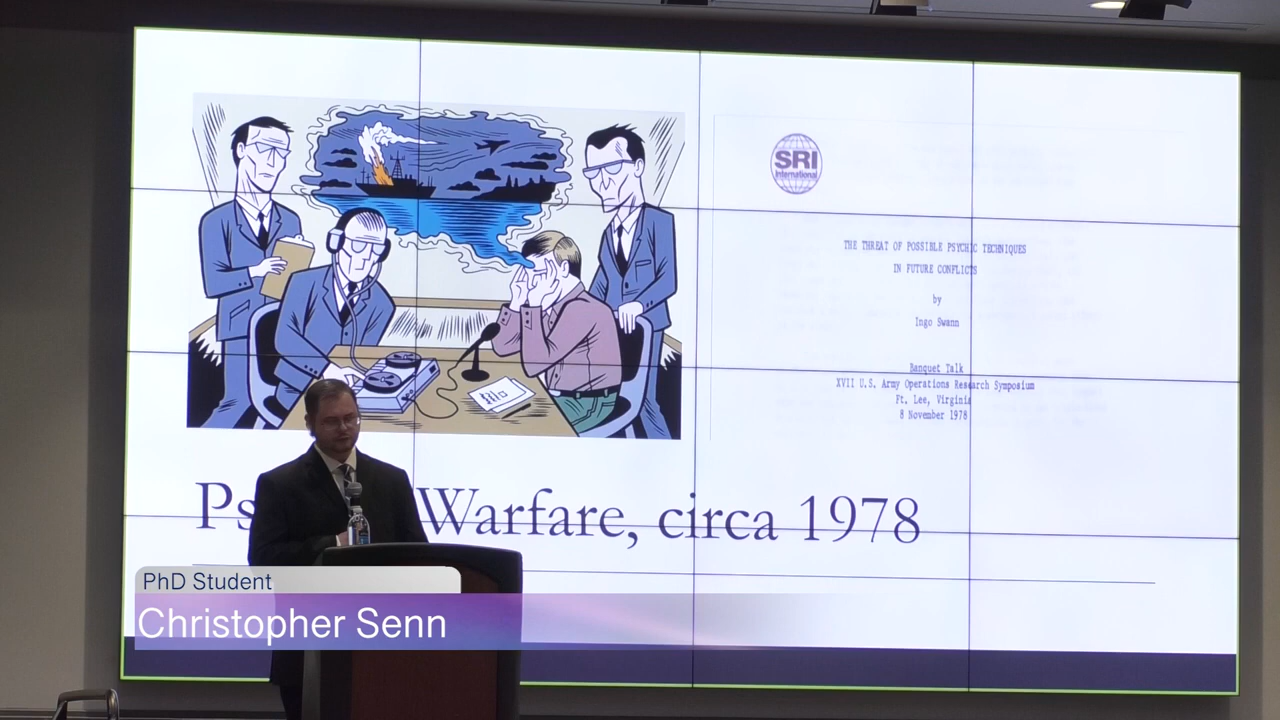 SRI
International
THE THREAT OF POSSIBLE PSYCHIC TECHNIQUES
IN FUTURE CONFLICTS
by
Ingo Swann
Banquet Talk
XVII U.S. Army Operations Research Symposium
Ft. Lee, Virginia
8 November 1978
Ps Warfare, circa 1978
PhD Student
Christopher Senn